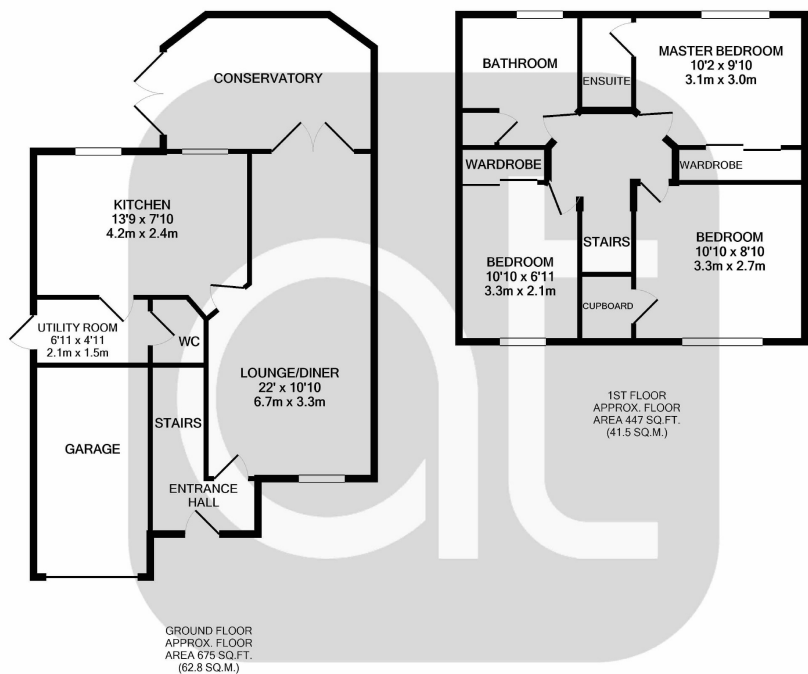 CONSERVATORY
KITCHEN
13'9 x 7'10
4.2m x 2.4m
UTILITY ROOM
6'11 x 4'11
2.1m x 1.5m
WC
LOUNGE/DINER
22' x 10'10
6.7m x 3.3m
STAIRS
GARAGE
ENTRANCE
HALL
GROUND FLOOR
APPROX. FLOOR
AREA 675 SQ.FT.
(62.8 SQ.M.)
BATHROOM
ENSUITE
MASTER BEDROOM
10'2 x 9'10
3.1m x 3.0m
WARDROBE
WARDROBE
BEDROOM
10'10 x 6'11
3.3m x 2.1m
STAIRS
BEDROOM
10'10 x 8'10
3.3m x 2.7m
CUPBOARD
1ST FLOOR
APPROX. FLOOR
AREA 447 SQ.FT.
(41.5 SQ.M.)
at